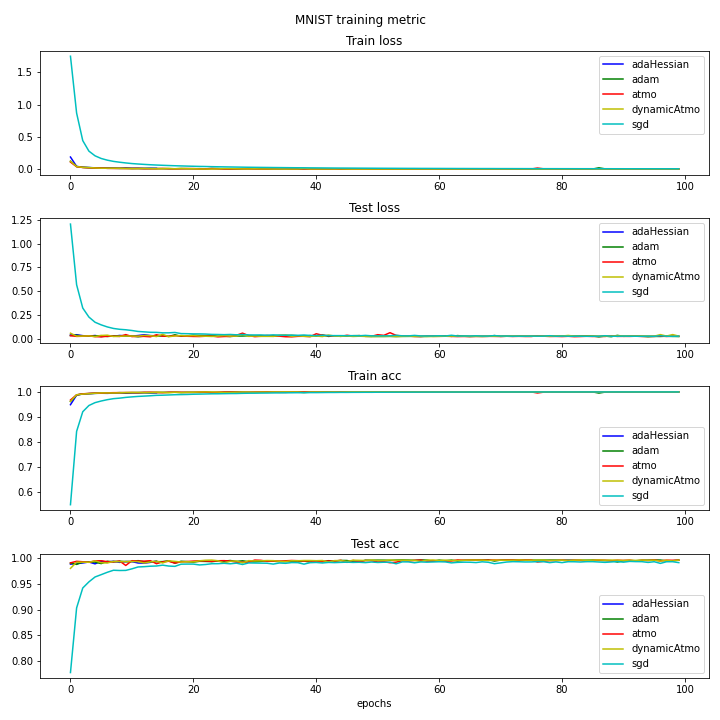 MNIST training metric
Train loss
1.5
1.0
0.5
0.0
adaHessian
adam
atmo
dynamicAtmo
sgd
0 20 40 60 80 100
Test loss
1.25
1.00
0.75
0.50
0.25
0.00
adaHessian
adam
atmo
dynamicAtmo
sgd
0 20 40 60 80 100
Train acc
1.0
0.9
0.8
0.7
0.6
adaHessian
adam
atmo
dynamicAtmo
sgd
0 20 40 60 80 100
Test acc
1.00
0.95
0.90
0.85
0.80
adaHessian
adam
atmo
dynamicAtmo
sgd
0 20 40 60 80 100
epochs